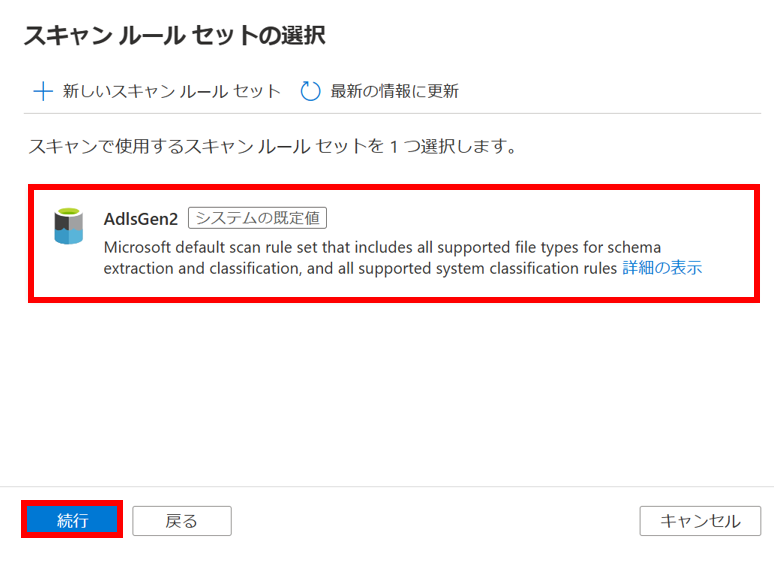 スキャン ルール セットの選択
新しいスキャン ルール セット 最新の情報に更新
スキャンで使用するスキャン ルール セットを 1 つ選択します。
AdlsGen2 システムの既定値
Microsoft default scan rule set that includes all supported file types for schema
extraction and classification, and all supported system classification rules 詳細の表示
続行 戻る キャンセル